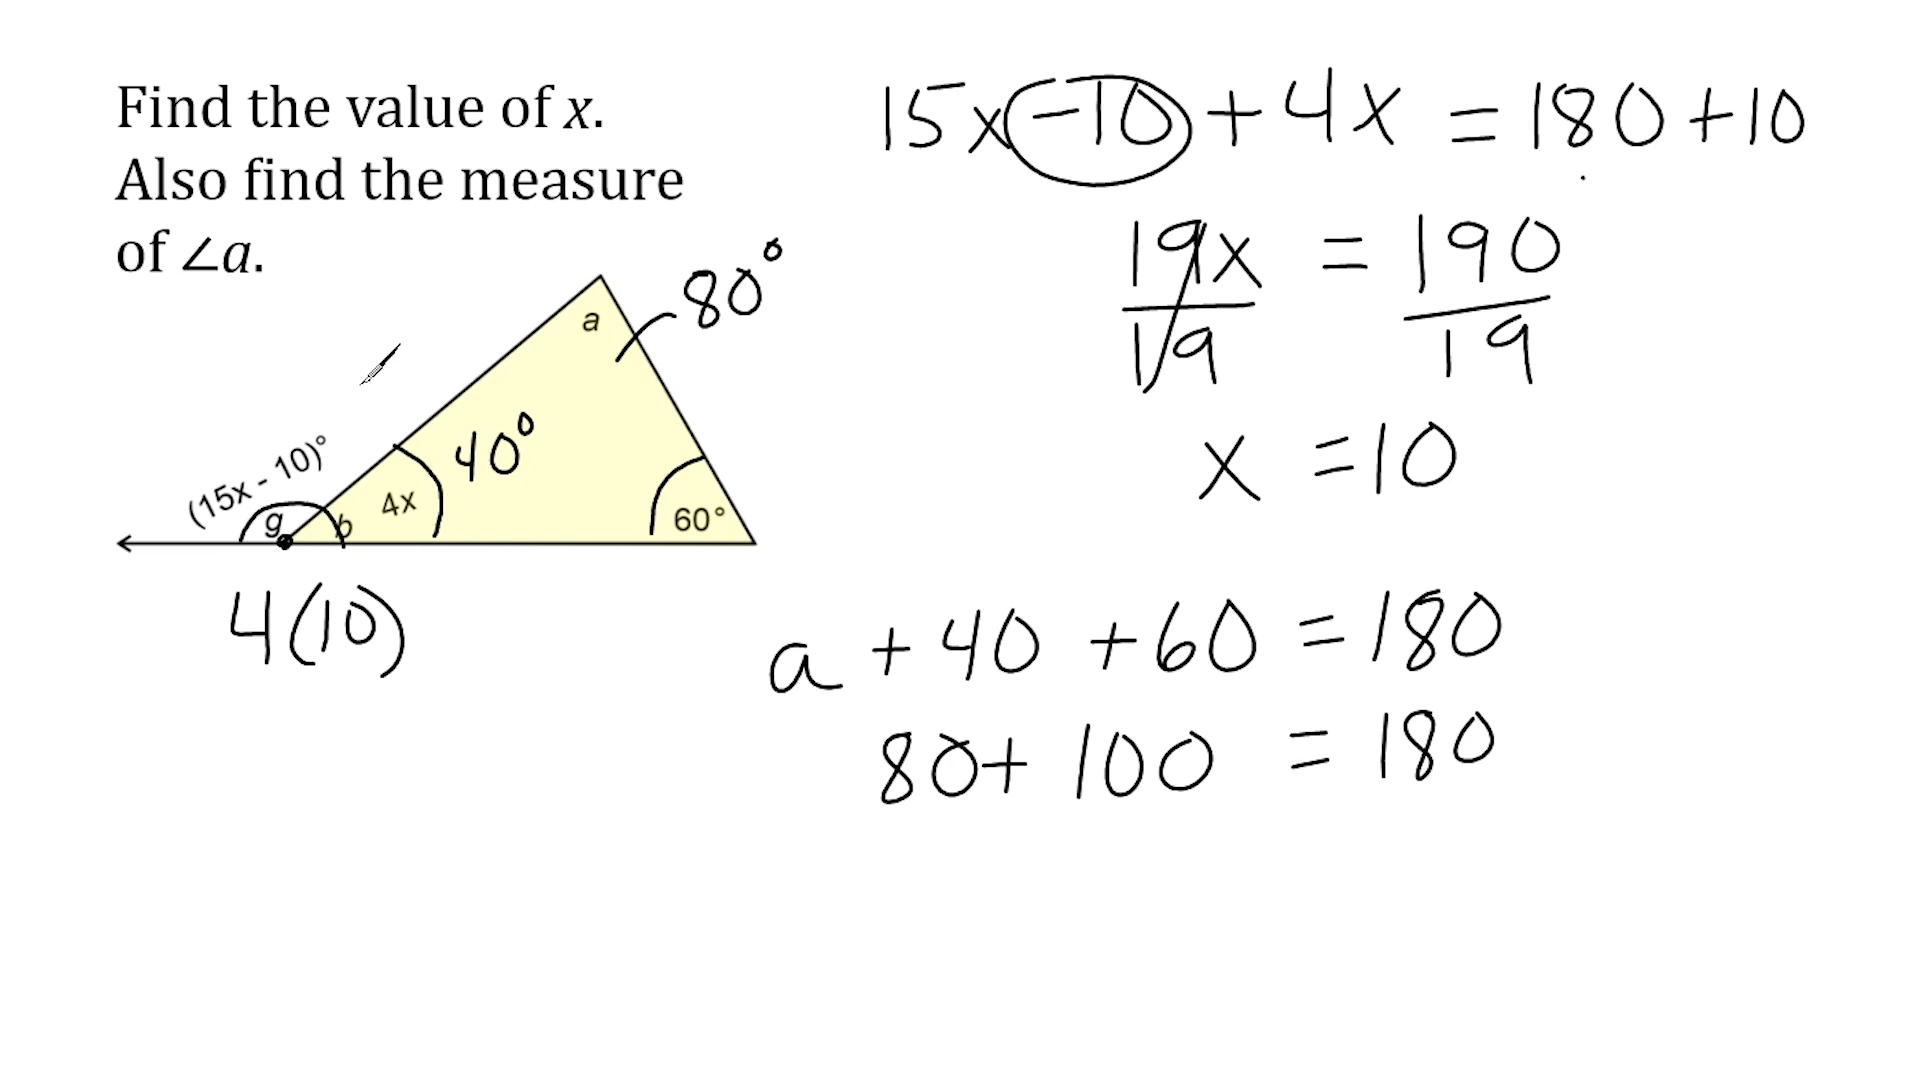 Find the value of x.
Also find the measure
of ∠a.
15x -10 + 4x = 180 +10
19x = 190
19 19
x = 10
80°
a
40°
(15x - 10)°
g
b
4x
60°
4(10)
a + 40 + 60 = 180
80 + 100 = 180